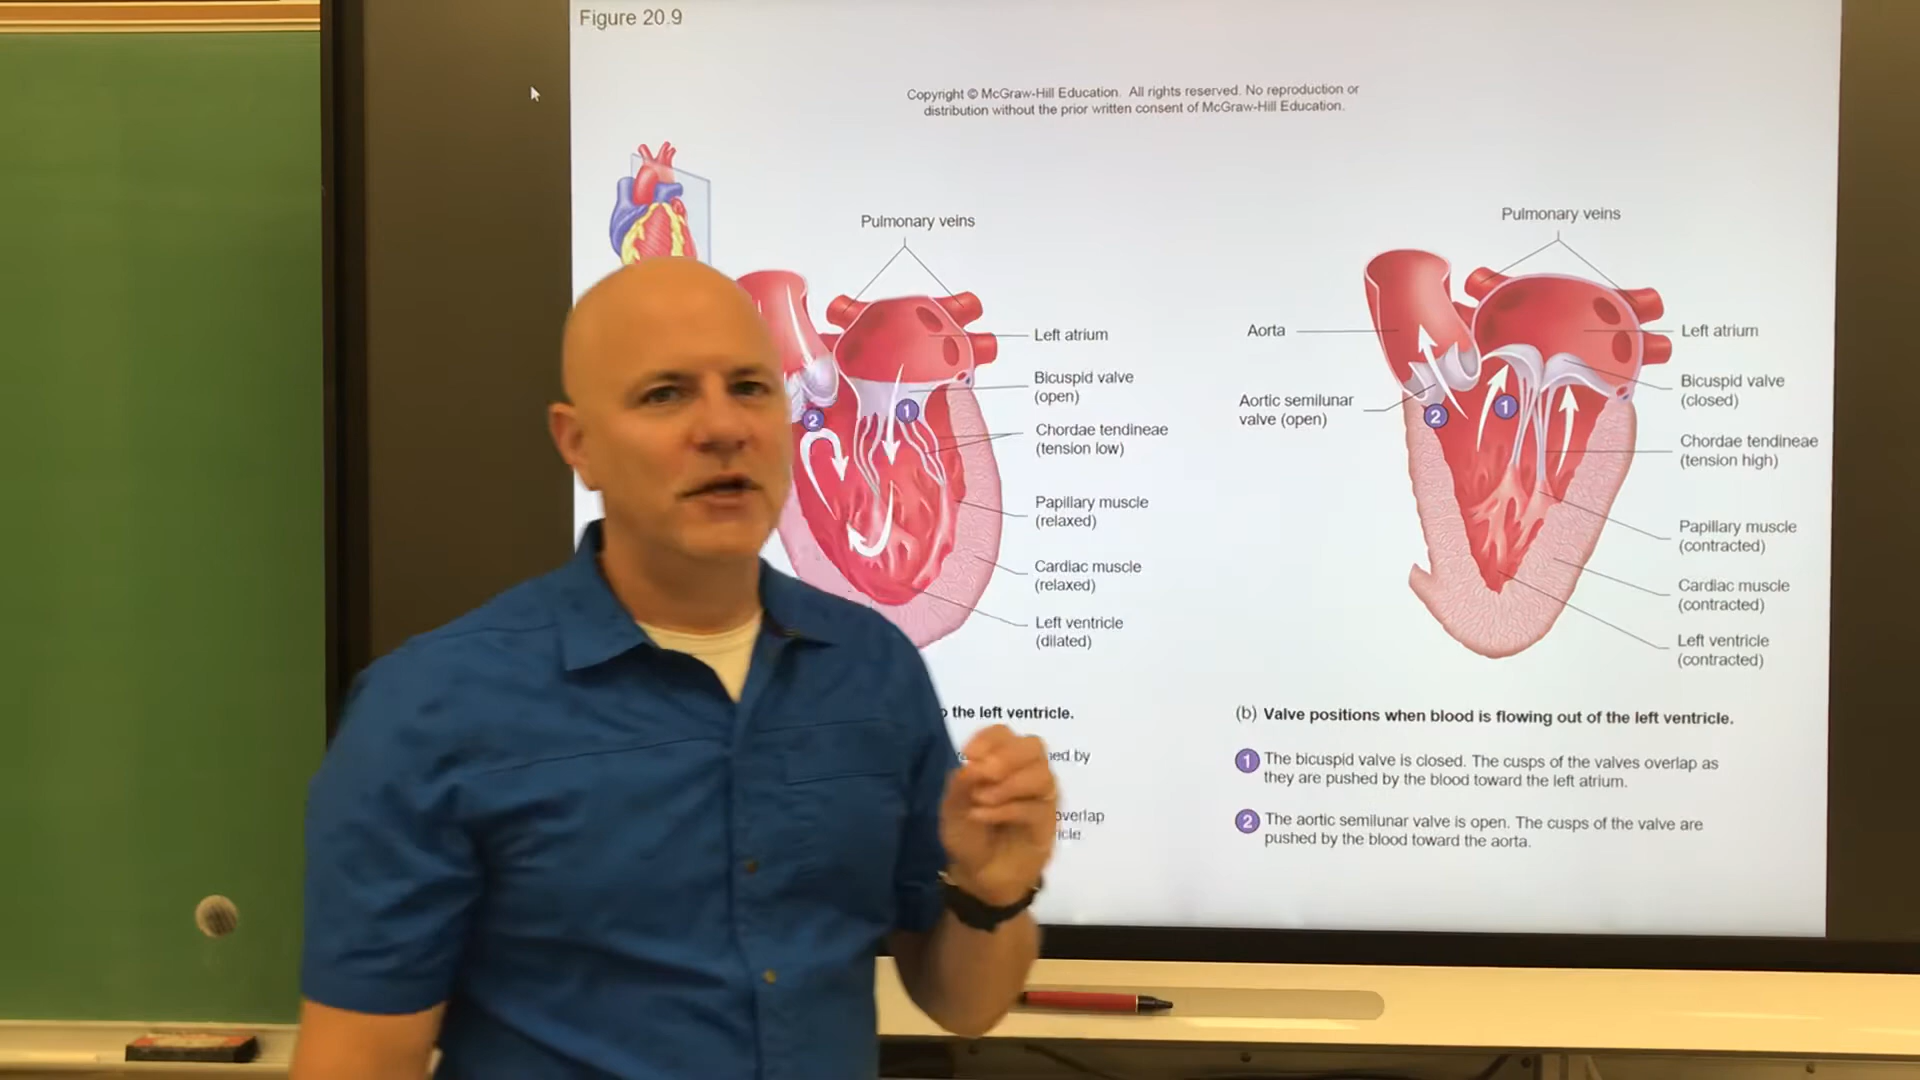 Figure 20.9
Copyright © McGraw-Hill Education. All rights reserved. No reproduction or
distribution without the prior written consent of McGraw-Hill Education.
Pulmonary veins
Left atrium
Bicuspid valve
(open)
Chordae tendineae
(tension low)
Papillary muscle
(relaxed)
Cardiac muscle
(relaxed)
Left ventricle
(dilated)
2
1
the left ventricle.
by
overlap
Pulmonary veins
Aorta
Aortic semilunar
valve (open)
2
1
Left atrium
Bicuspid valve
(closed)
Chordae tendineae
(tension high)
Papillary muscle
(contracted)
Cardiac muscle
(contracted)
Left ventricle
(contracted)
(b) Valve positions when blood is flowing out of the left ventricle.
1 The bicuspid valve is closed. The cusps of the valves overlap as
they are pushed by the blood toward the left atrium.
2 The aortic semilunar valve is open. The cusps of the valve are
pushed by the blood toward the aorta.